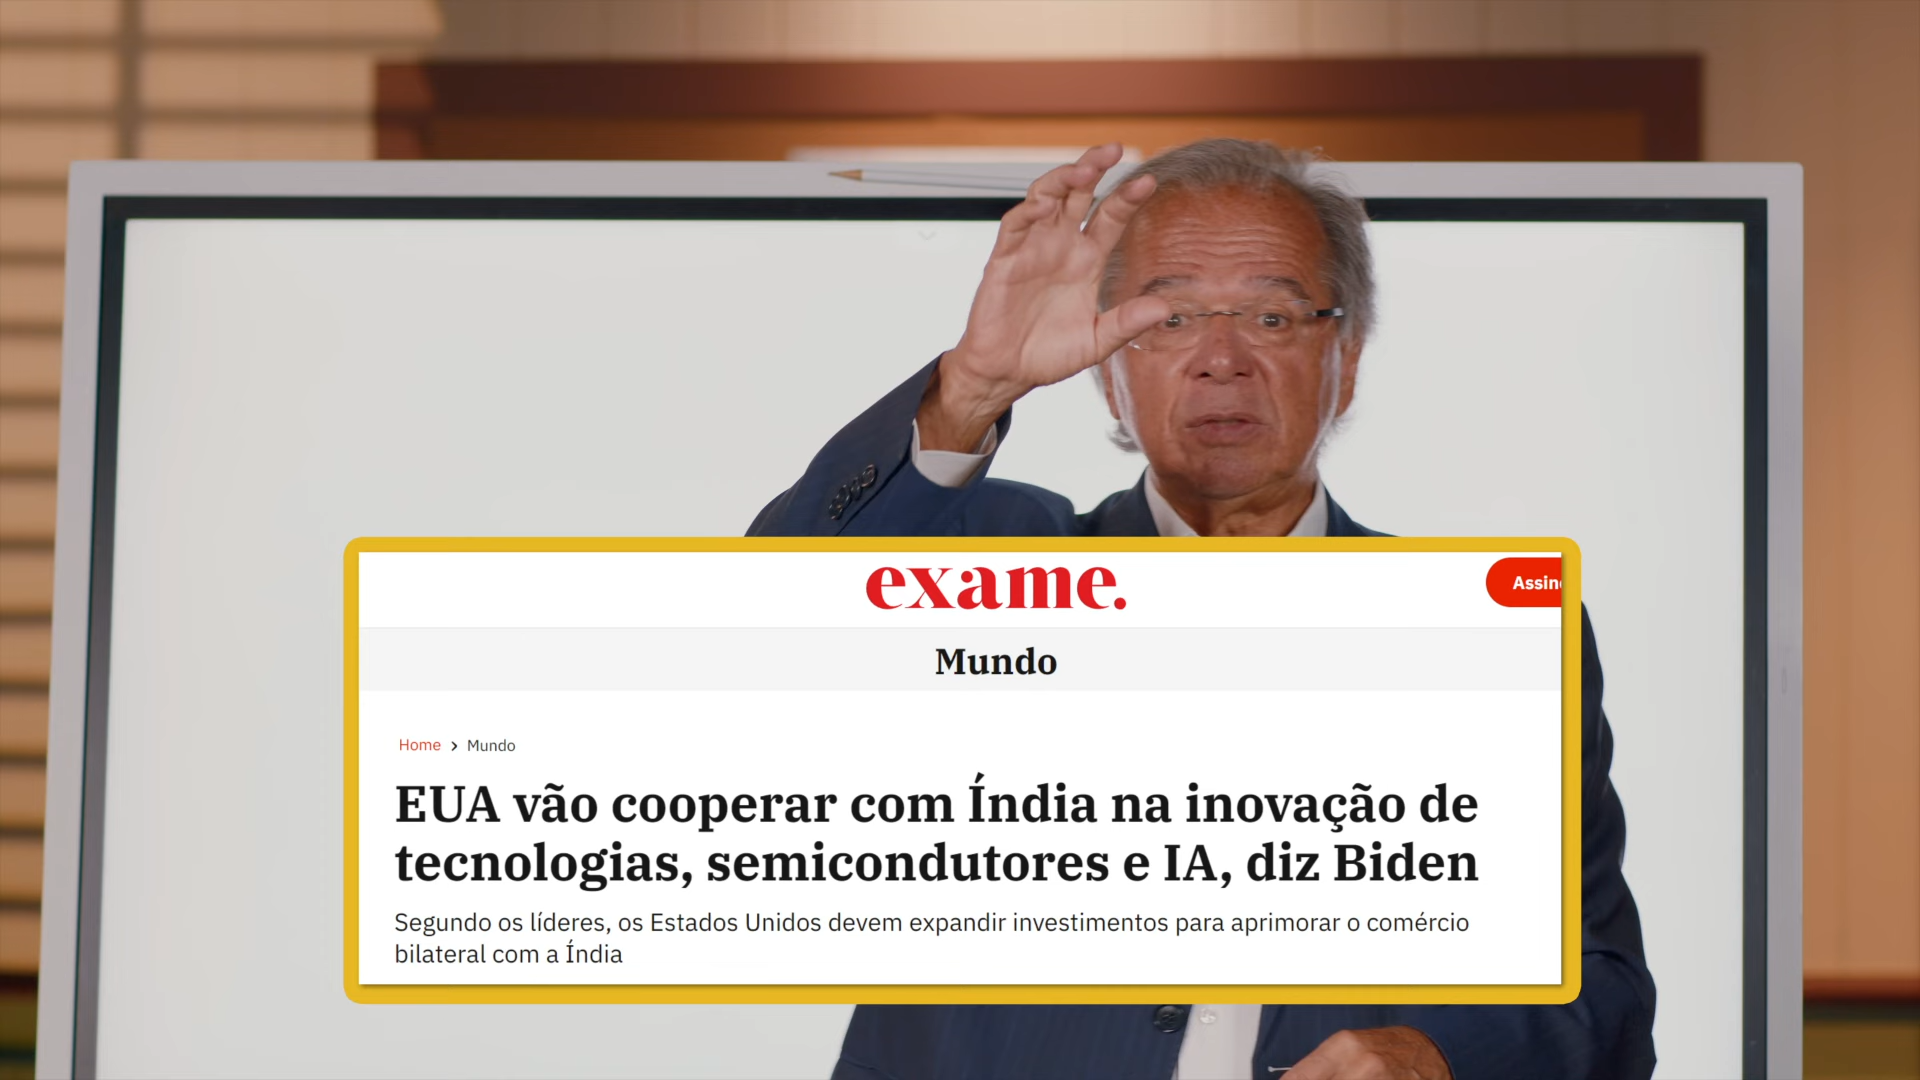 exame.
Assin
Mundo
Home > Mundo
EUA vão cooperar com Índia na inovação de
tecnologias, semicondutores e IA, diz Biden
Segundo os líderes, os Estados Unidos devem expandir investimentos para aprimorar o comércio
bilateral com a Índia